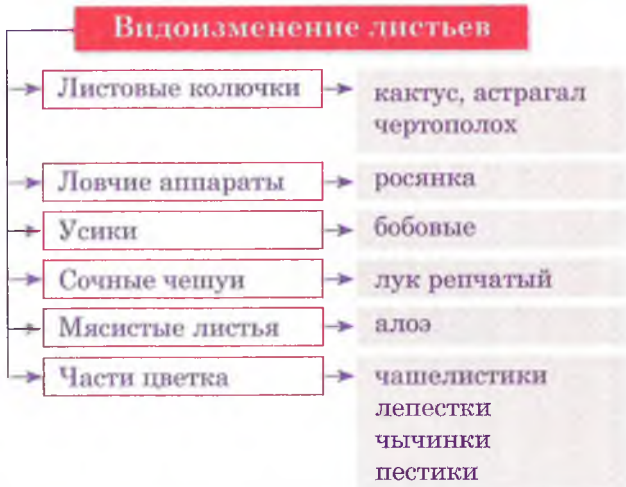 Видоизменение листьев
Листовые колючки
кактус, астрагал
чертополох
Ловчие аппараты
росянка
Усики
бобовые
Сочные чешуи
лук репчатый
Мясистые листья
алоэ
Части цветка
чашелистики
лепестки
чычинки
пестики